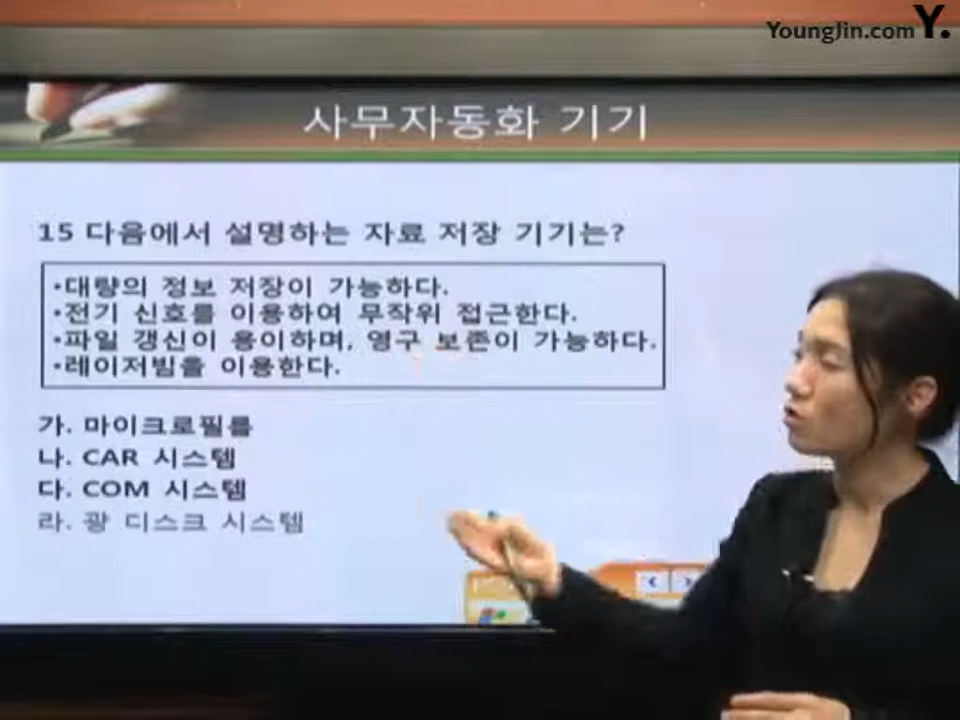 YoungJin.com Y.
사무자동화 기기
15 다음에서 설명하는 자료 저장 기기는?
•대량의 정보 저장이 가능하다.
•전기 신호를 이용하여 무작위 접근한다.
•파일 갱신이 용이하며, 영구 보존이 가능하다.
•레이저빔을 이용한다.
가. 마이크로필름
나. CAR 시스템
다. COM 시스템
라. 광 디스크 시스템